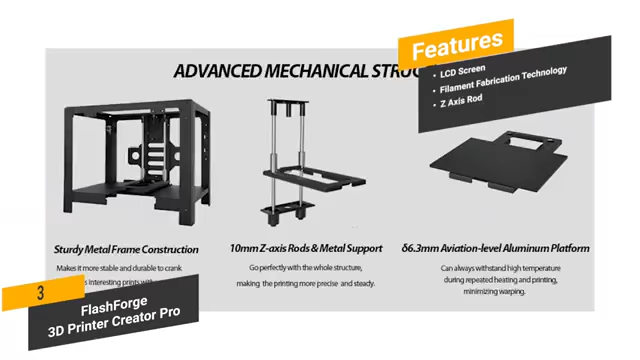 Features
• LCD Screen
• Filament Fabrication Technology
• Z Axis Rod
ADVANCED MECHANICAL
Sturdy Metal Frame Construction
Makes it more stable and durable to crank
interesting prints
10mm Z-axis Rods & Metal Support
Go perfectly with the whole structure,
making the printing more precise and steady.
δ6.3mm Aviation-level Aluminum Platform
Can always withstand high temperature
during repeated heating and printing,
minimizing warping.
3
FlashForge
3D Printer Creator Pro